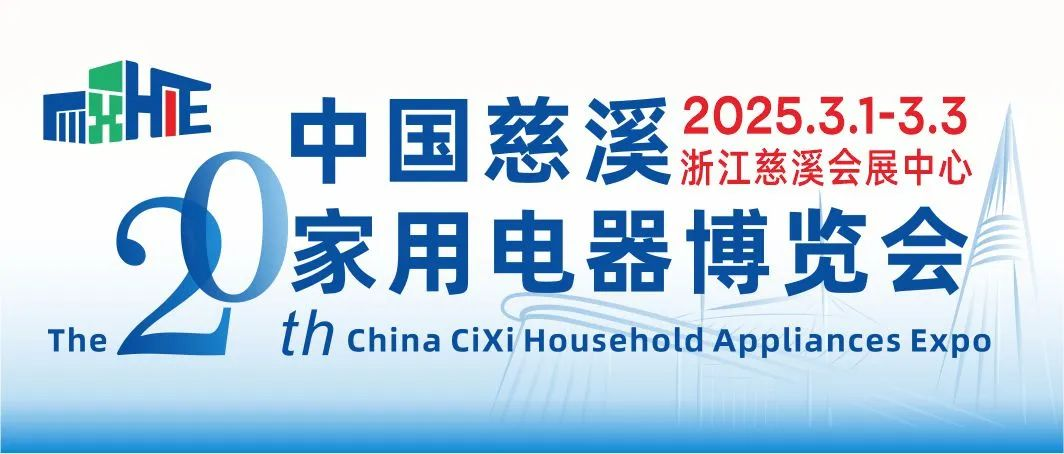 CXHIE
中国慈溪
2025.3.1-3.3
浙江慈溪会展中心
家用电器博览会
The 20th China CiXi Household Appliances Expo